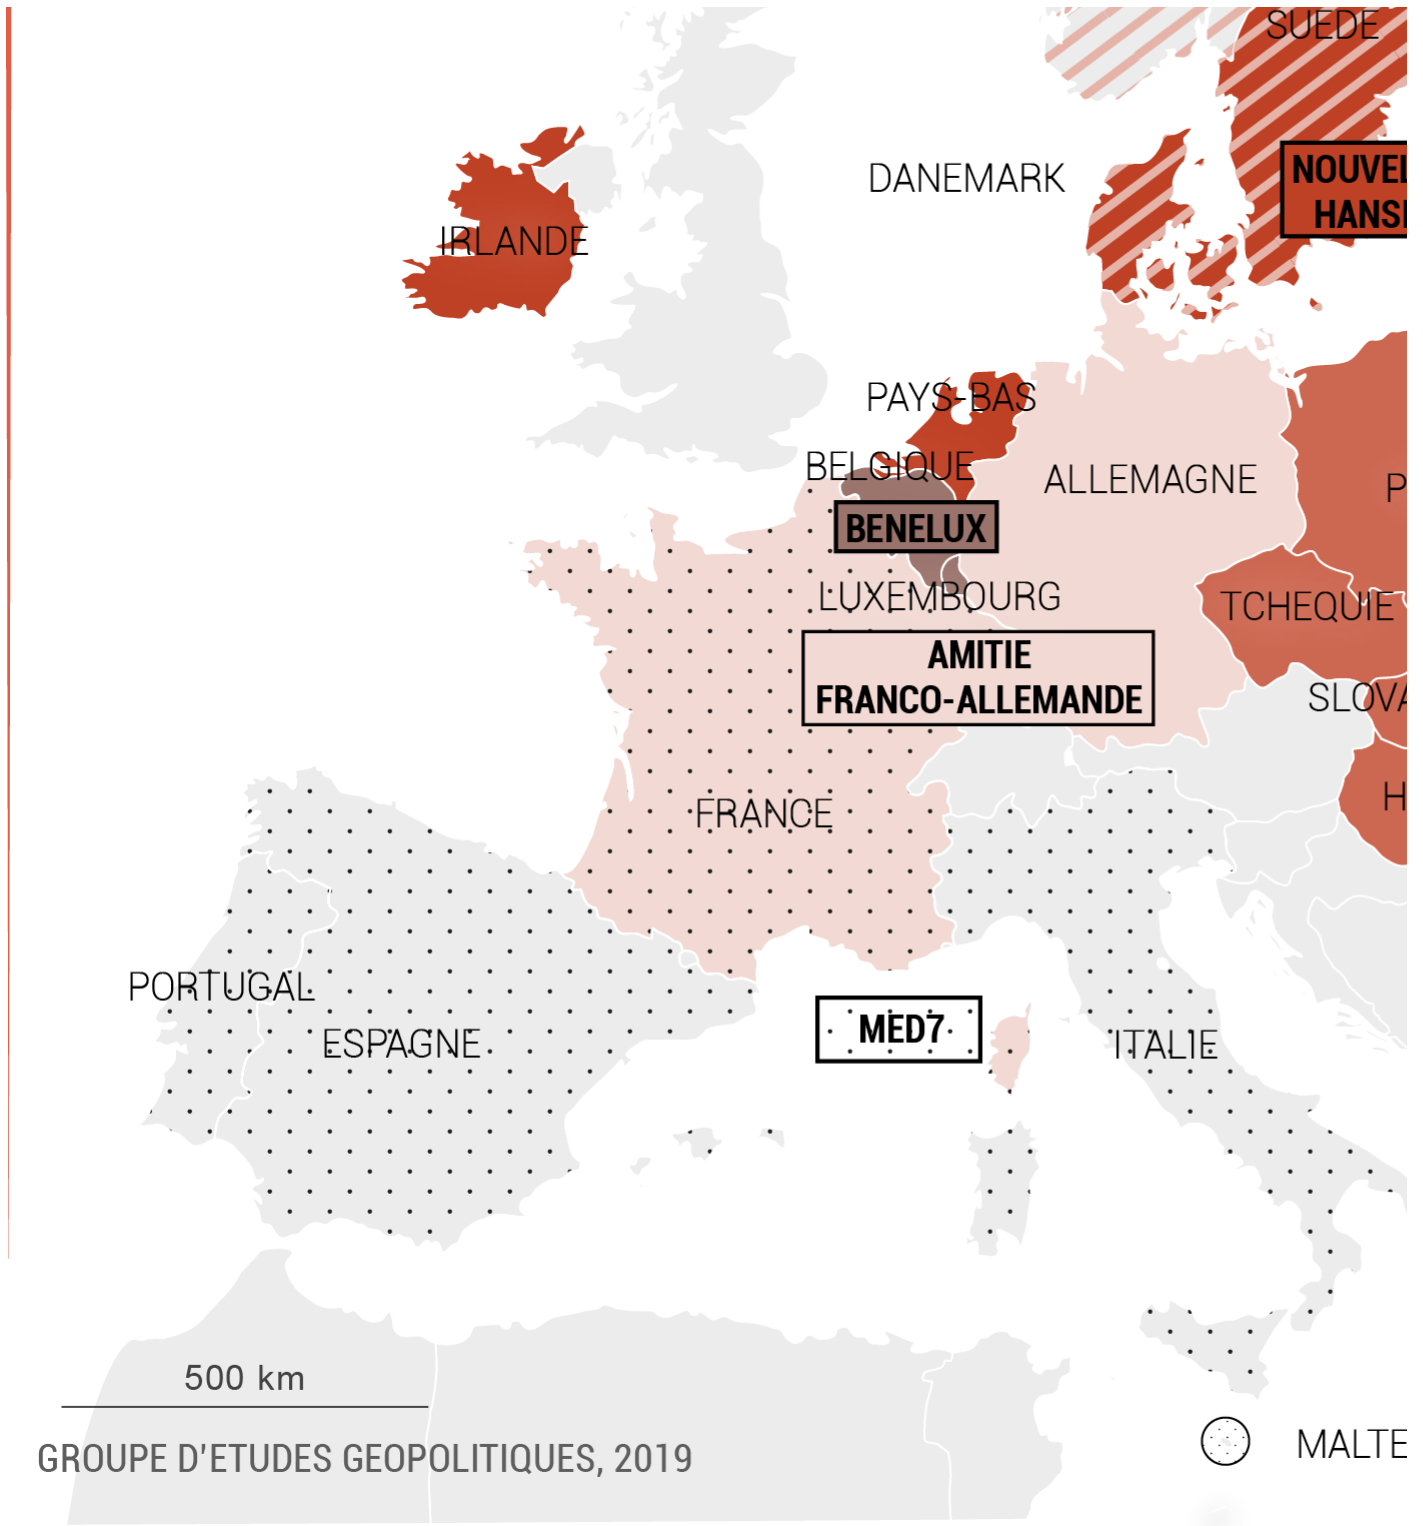 SUEDE
DANEMARK
NOUVEL
HANS
IRLANDE
PAYS-BAS
BELGIQUE
ALLEMAGNE
P
BENELUX
LUXEMBOURG
TCHEQUIE
AMITIE
FRANCO-ALLEMANDE
SLOVA
H
FRANCE
PORTUGAL
MED7
ESPAGNE
ITALIE
500 km
GROUPE D'ETUDES GEOPOLITIQUES, 2019
MALTE